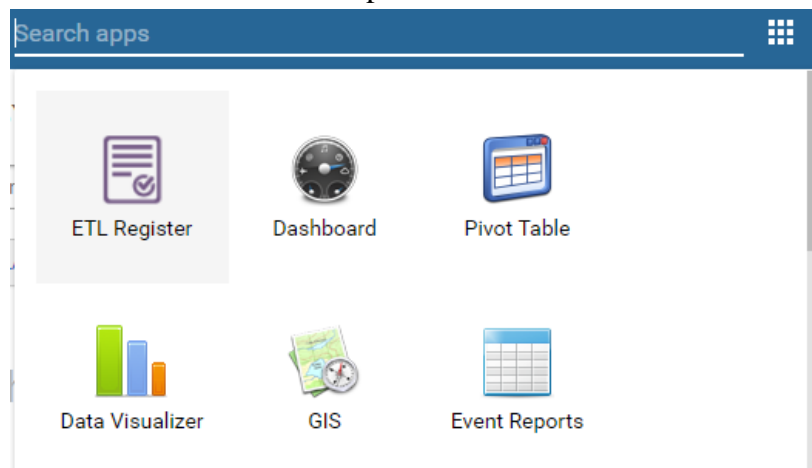 Search apps
ETL Register
Dashboard
Pivot Table
Data Visualizer
GIS
Event Reports